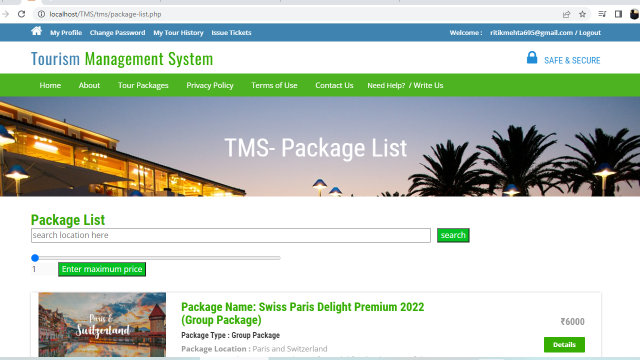 localhost/TMS/tms/package-list.php
My Profile Change Password My Tour History Issue Tickets Welcome : ritikmehta695@gmail.com / Logout
Tourism Management System SAFE & SECURE
Home About Tour Packages Privacy Policy Terms of Use Contact Us Need Help? / Write Us
TMS- Package List
Package List
search location here search
1 Enter maximum price
Paris &
Switzerland
Package Name: Swiss Paris Delight Premium 2022
(Group Package)
₹6000
Package Type : Group Package
Details
Package Location : Paris and Switzerland